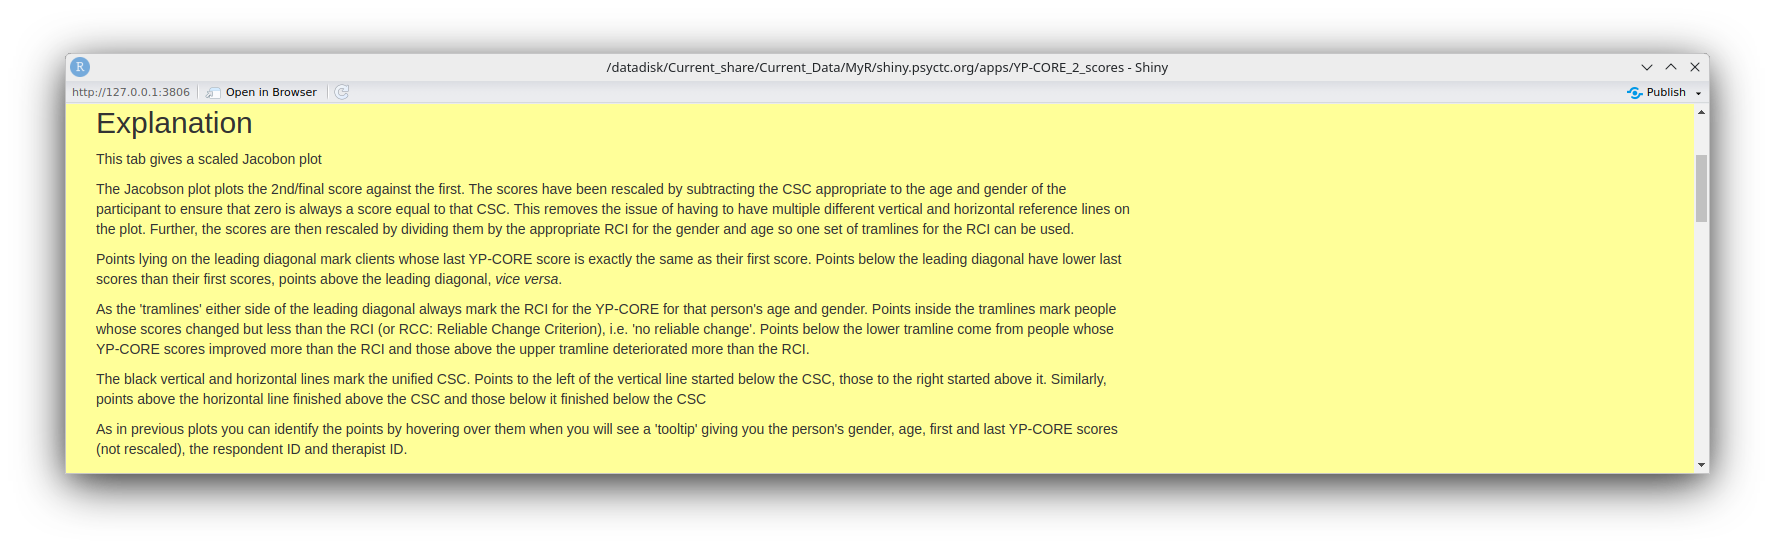 R
/datadisk/Current_share/Current_Data/MyR/shiny.psyctc.org/apps/YP-CORE_2_scores - Shiny
http://127.0.0.1:3806 Open in Browser Publish
Explanation
This tab gives a scaled Jacobon plot
The Jacobson plot plots the 2nd/final score against the first. The scores have been rescaled by subtracting the CSC appropriate to the age and gender of the
participant to ensure that zero is always a score equal to that CSC. This removes the issue of having to have multiple different vertical and horizontal reference lines on
the plot. Further, the scores are then rescaled by dividing them by the appropriate RCI for the gender and age so one set of tramlines for the RCI can be used.
Points lying on the leading diagonal mark clients whose last YP-CORE score is exactly the same as their first score. Points below the leading diagonal have lower last
scores than their first scores, points above the leading diagonal, vice versa.
As the 'tramlines' either side of the leading diagonal always mark the RCI for the YP-CORE for that person's age and gender. Points inside the tramlines mark people
whose scores changed but less than the RCI (or RCC: Reliable Change Criterion), i.e. 'no reliable change'. Points below the lower tramline come from people whose
YP-CORE scores improved more than the RCI and those above the upper tramline deteriorated more than the RCI.
The black vertical and horizontal lines mark the unified CSC. Points to the left of the vertical line started below the CSC, those to the right started above it. Similarly,
points above the horizontal line finished above the CSC and those below it finished below the CSC
As in previous plots you can identify the points by hovering over them when you will see a 'tooltip' giving you the person's gender, age, first and last YP-CORE scores
(not rescaled), the respondent ID and therapist ID.